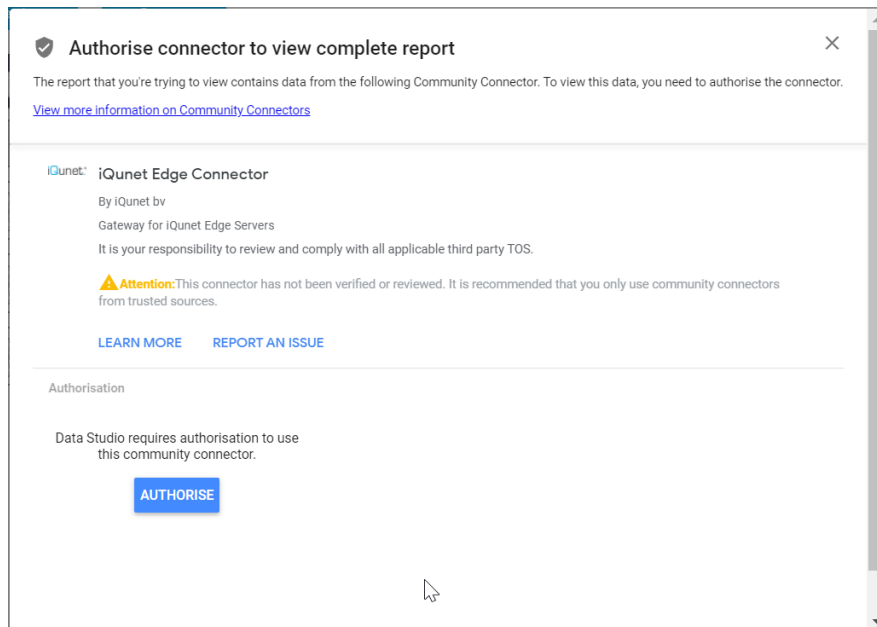 Authorise connector to view complete report
The report that you're trying to view contains data from the following Community Connector. To view this data, you need to authorise the connector.
View more information on Community Connectors
iQunet
iQunet Edge Connector
By iQunet bv
Gateway for iQunet Edge Servers
It is your responsibility to review and comply with all applicable third party TOS.
Attention:This connector has not been verified or reviewed. It is recommended that you only use community connectors
from trusted sources.
LEARN MORE REPORT AN ISSUE
Authorisation
Data Studio requires authorisation to use
this community connector.
AUTHORISE